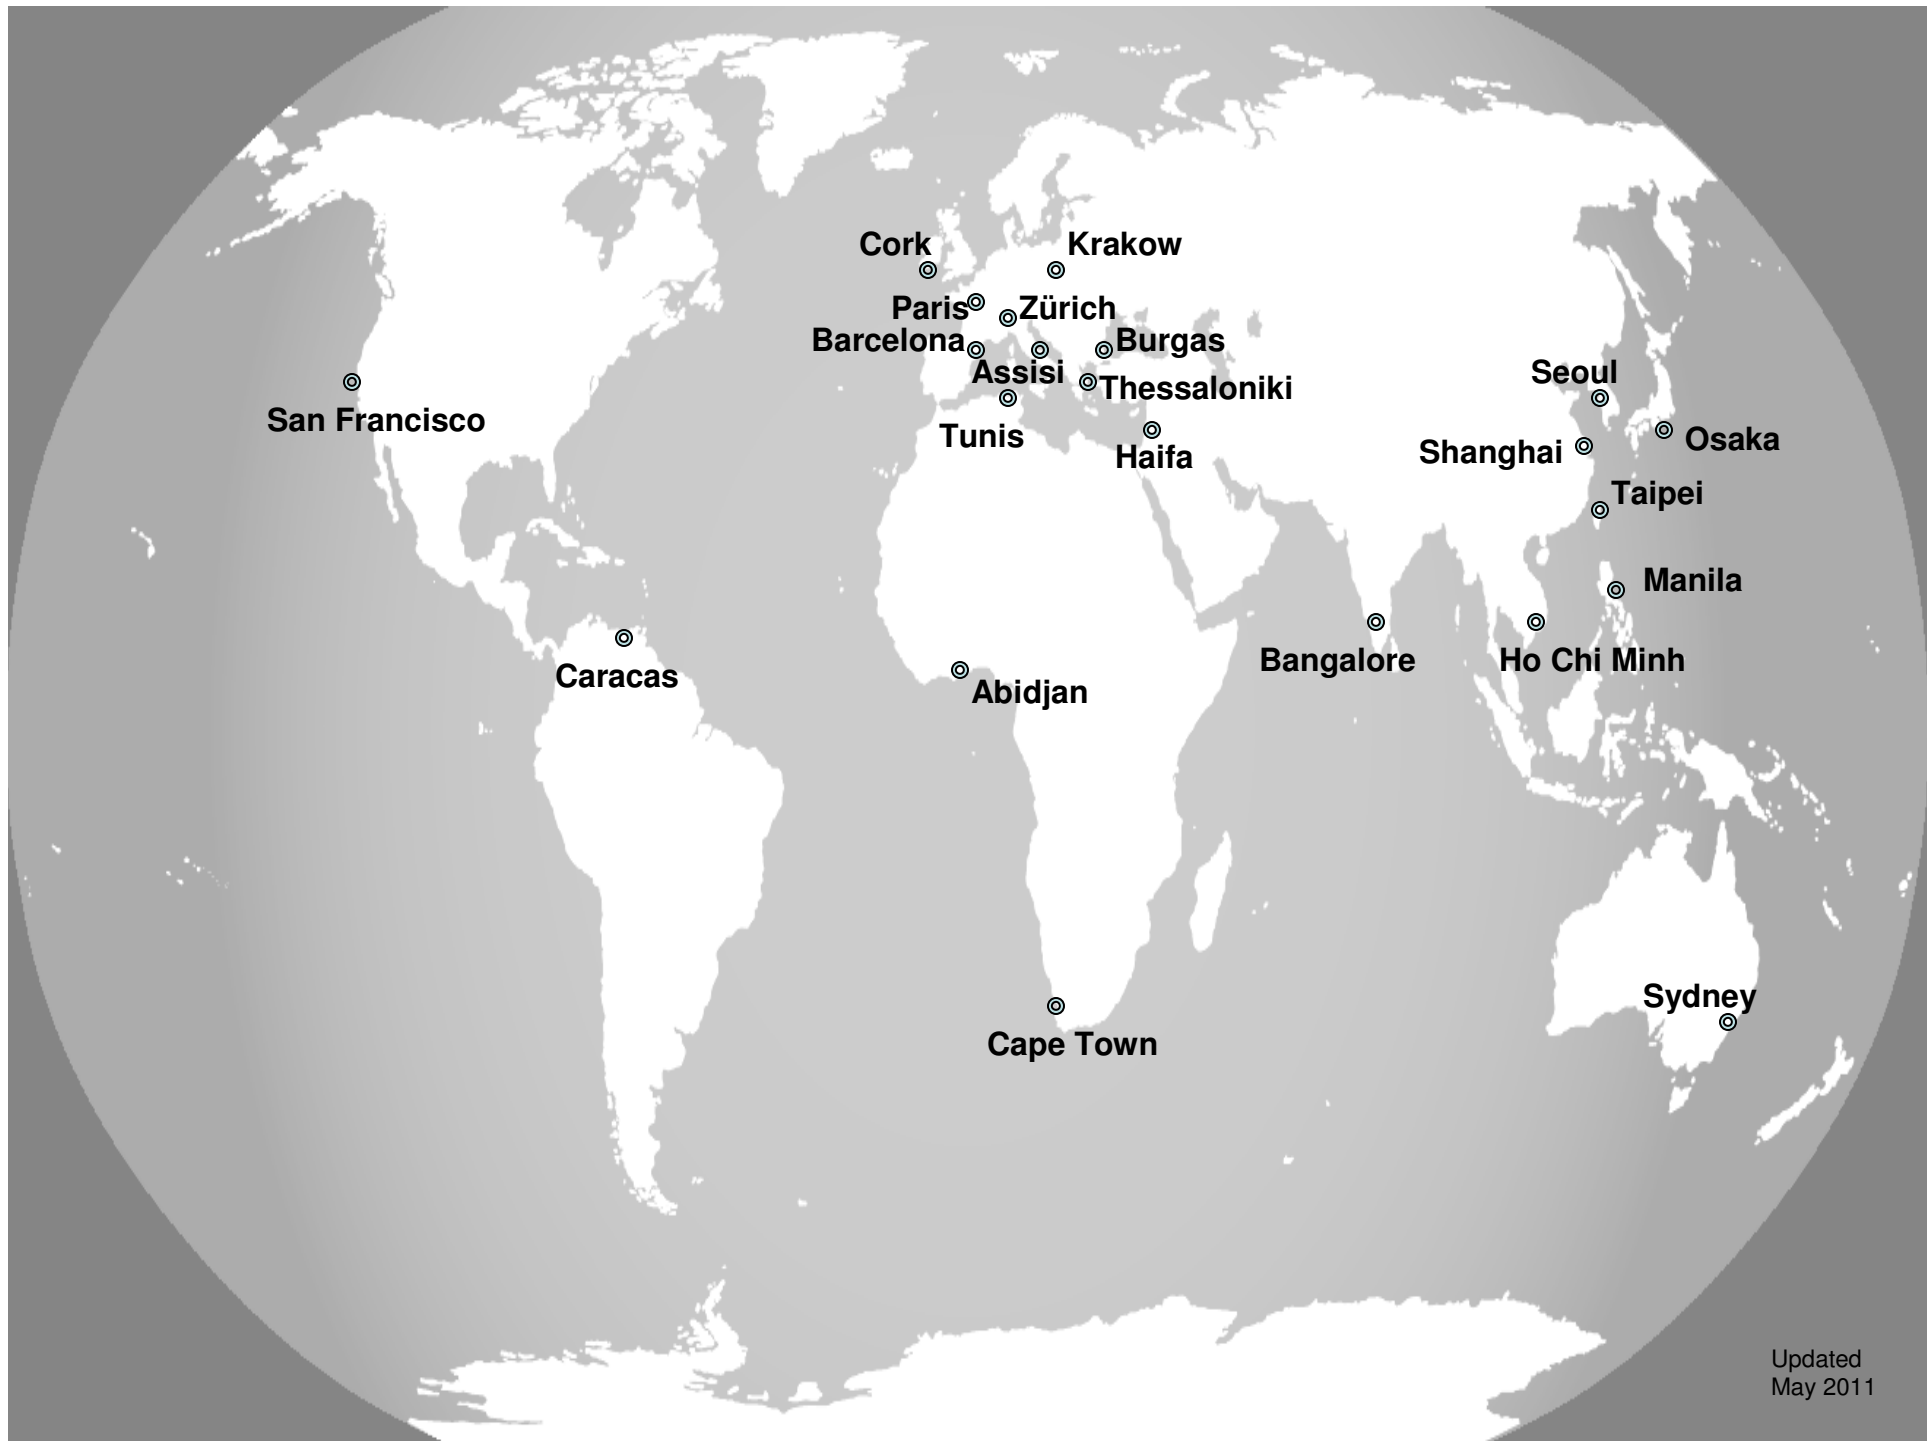 Cork
Krakow
Paris
Zürich
Barcelona
Burgas
Assisi
Thessaloniki
Seoul
San Francisco
Tunis
Haifa
Shanghai
Osaka
Taipei
Manila
Caracas
Abidjan
Bangalore
Ho Chi Minh
Sydney
Cape Town
Updated
May 2011